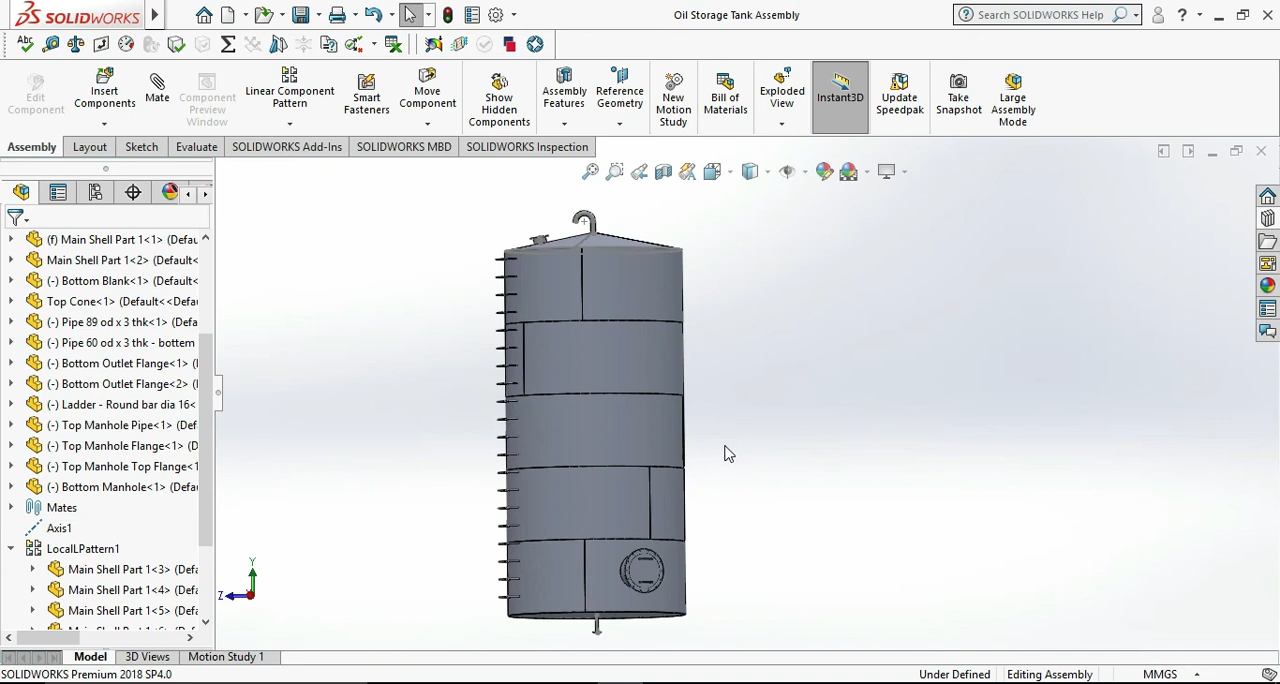 SOLIDWORKS
Oil Storage Tank Assembly
Search SOLIDWORKS Help
Edit Component
Insert Components
Mate
Component Preview Window
Linear Component Pattern
Smart Fasteners
Move Component
Show Hidden Components
Assembly Features
Reference Geometry
New Motion Study
Bill of Materials
Exploded View
Instant3D
Update Speedpak
Take Snapshot
Large Assembly Mode
Assembly Layout Sketch Evaluate SOLIDWORKS Add-Ins SOLIDWORKS MBD SOLIDWORKS Inspection
(f) Main Shell Part 1<1> (Defau
Main Shell Part 1<2> (Default<
(-) Bottom Blank<1> (Default<
Top Cone<1> (Default<<Defau
(-) Pipe 89 od x 3 thk<1> (Defa
(-) Pipe 60 od x 3 thk - bottom
(-) Bottom Outlet Flange<1> (
(-) Bottom Outlet Flange<2> (
(-) Ladder - Round bar dia 16<
(-) Top Manhole Pipe<1> (Def
(-) Top Manhole Flange<1> (D
(-) Top Manhole Top Flange<1
(-) Bottom Manhole<1> (Defa
Mates
Axis1
LocalLPattern1
Main Shell Part 1<3> (Def
Main Shell Part 1<4> (Def
Main Shell Part 1<5> (Def
Y
Z
Model 3D Views Motion Study 1
SOLIDWORKS Premium 2018 SP4.0 Under Defined Editing Assembly MMGS